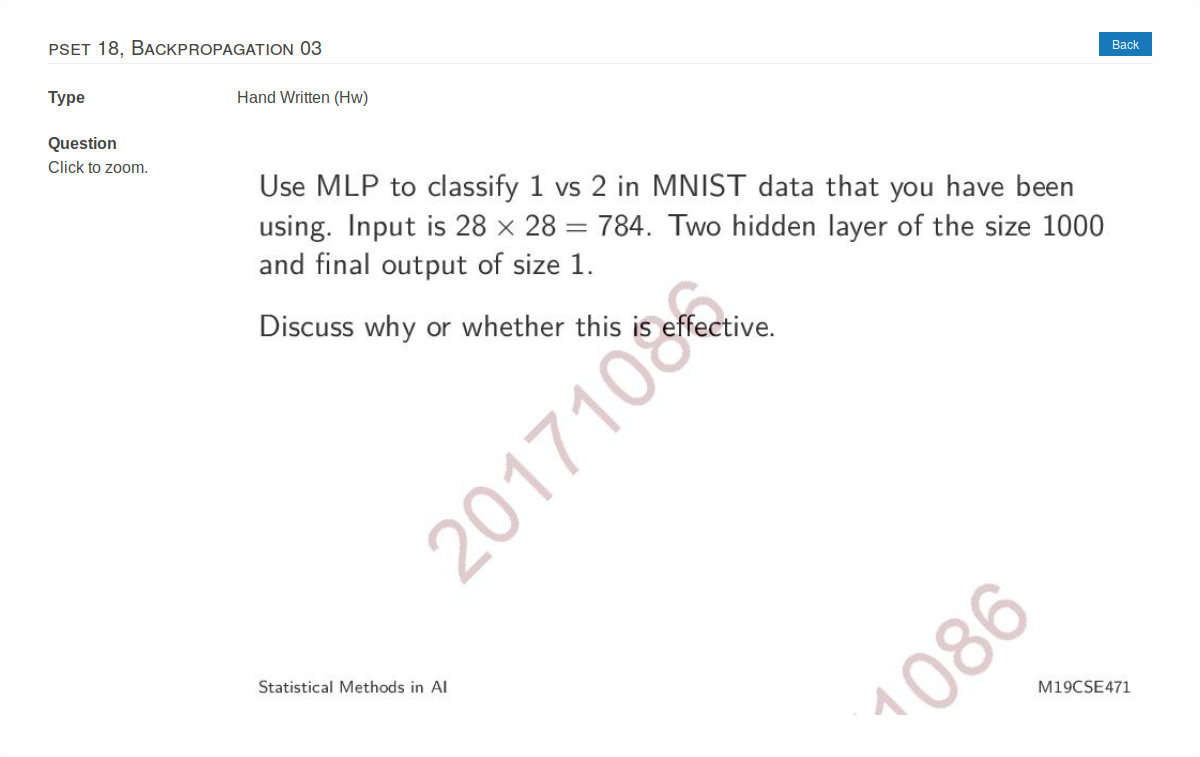 PSET 18, BACKPROPAGATION 03
Back
Type
Hand Written (Hw)
Question
Click to zoom.
Use MLP to classify 1 vs 2 in MNIST data that you have been
using. Input is 28 × 28 = 784. Two hidden layer of the size 1000
and final output of size 1.
Discuss why or whether this is effective.
20171086
1086
Statistical Methods in AI
M19CSE471